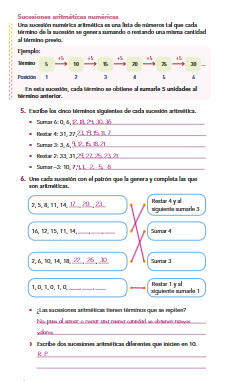 Sucesiones aritméticas numéricas
Una sucesión numérica aritmética es una lista de números tal que cada
término de la sucesión se genera sumando o restando una misma cantidad
al término previo.
Ejemplo:
+5 +5 +5 +5 +5
Término 5 10 15 20 25 30 ...
Posición 1 2 3 4 5 6
En esta sucesión, cada término se obtiene al sumarle 5 unidades al
término anterior.
5. Escribe los cinco términos siguientes de cada sucesión aritmética.
• Sumar 6: 0, 6, 12, 18, 24, 30, 36
• Restar 4: 31, 27, 23, 19, 15, 11, 7
• Sumar 3: 3, 6, 9, 12, 15, 18, 21
• Restar 2: 33, 31, 29, 27, 25, 23, 21
• Sumar –3: 10, 7, 4, 1, -2, -5, -8
6. Une cada sucesión con el patrón que la genera y completa las que
son aritméticas.
2, 5, 8, 11, 14, 17, 20, 23
Restar 4 y al
siguiente sumarle 3
16, 12, 15, 11, 14,
Sumar 4
2, 6, 10, 14, 18, 22, 26, 30
Sumar 3
1, 0, 1, 0, 1, 0,
Restar 1 y al
siguiente sumarle 1
• ¿Las sucesiones aritméticas tienen términos que se repiten?
No, pues al sumar o restar una misma cantidad se obtienen nuevos
valores.
Escribe dos sucesiones aritméticas diferentes que inicien en 10.
R. P.